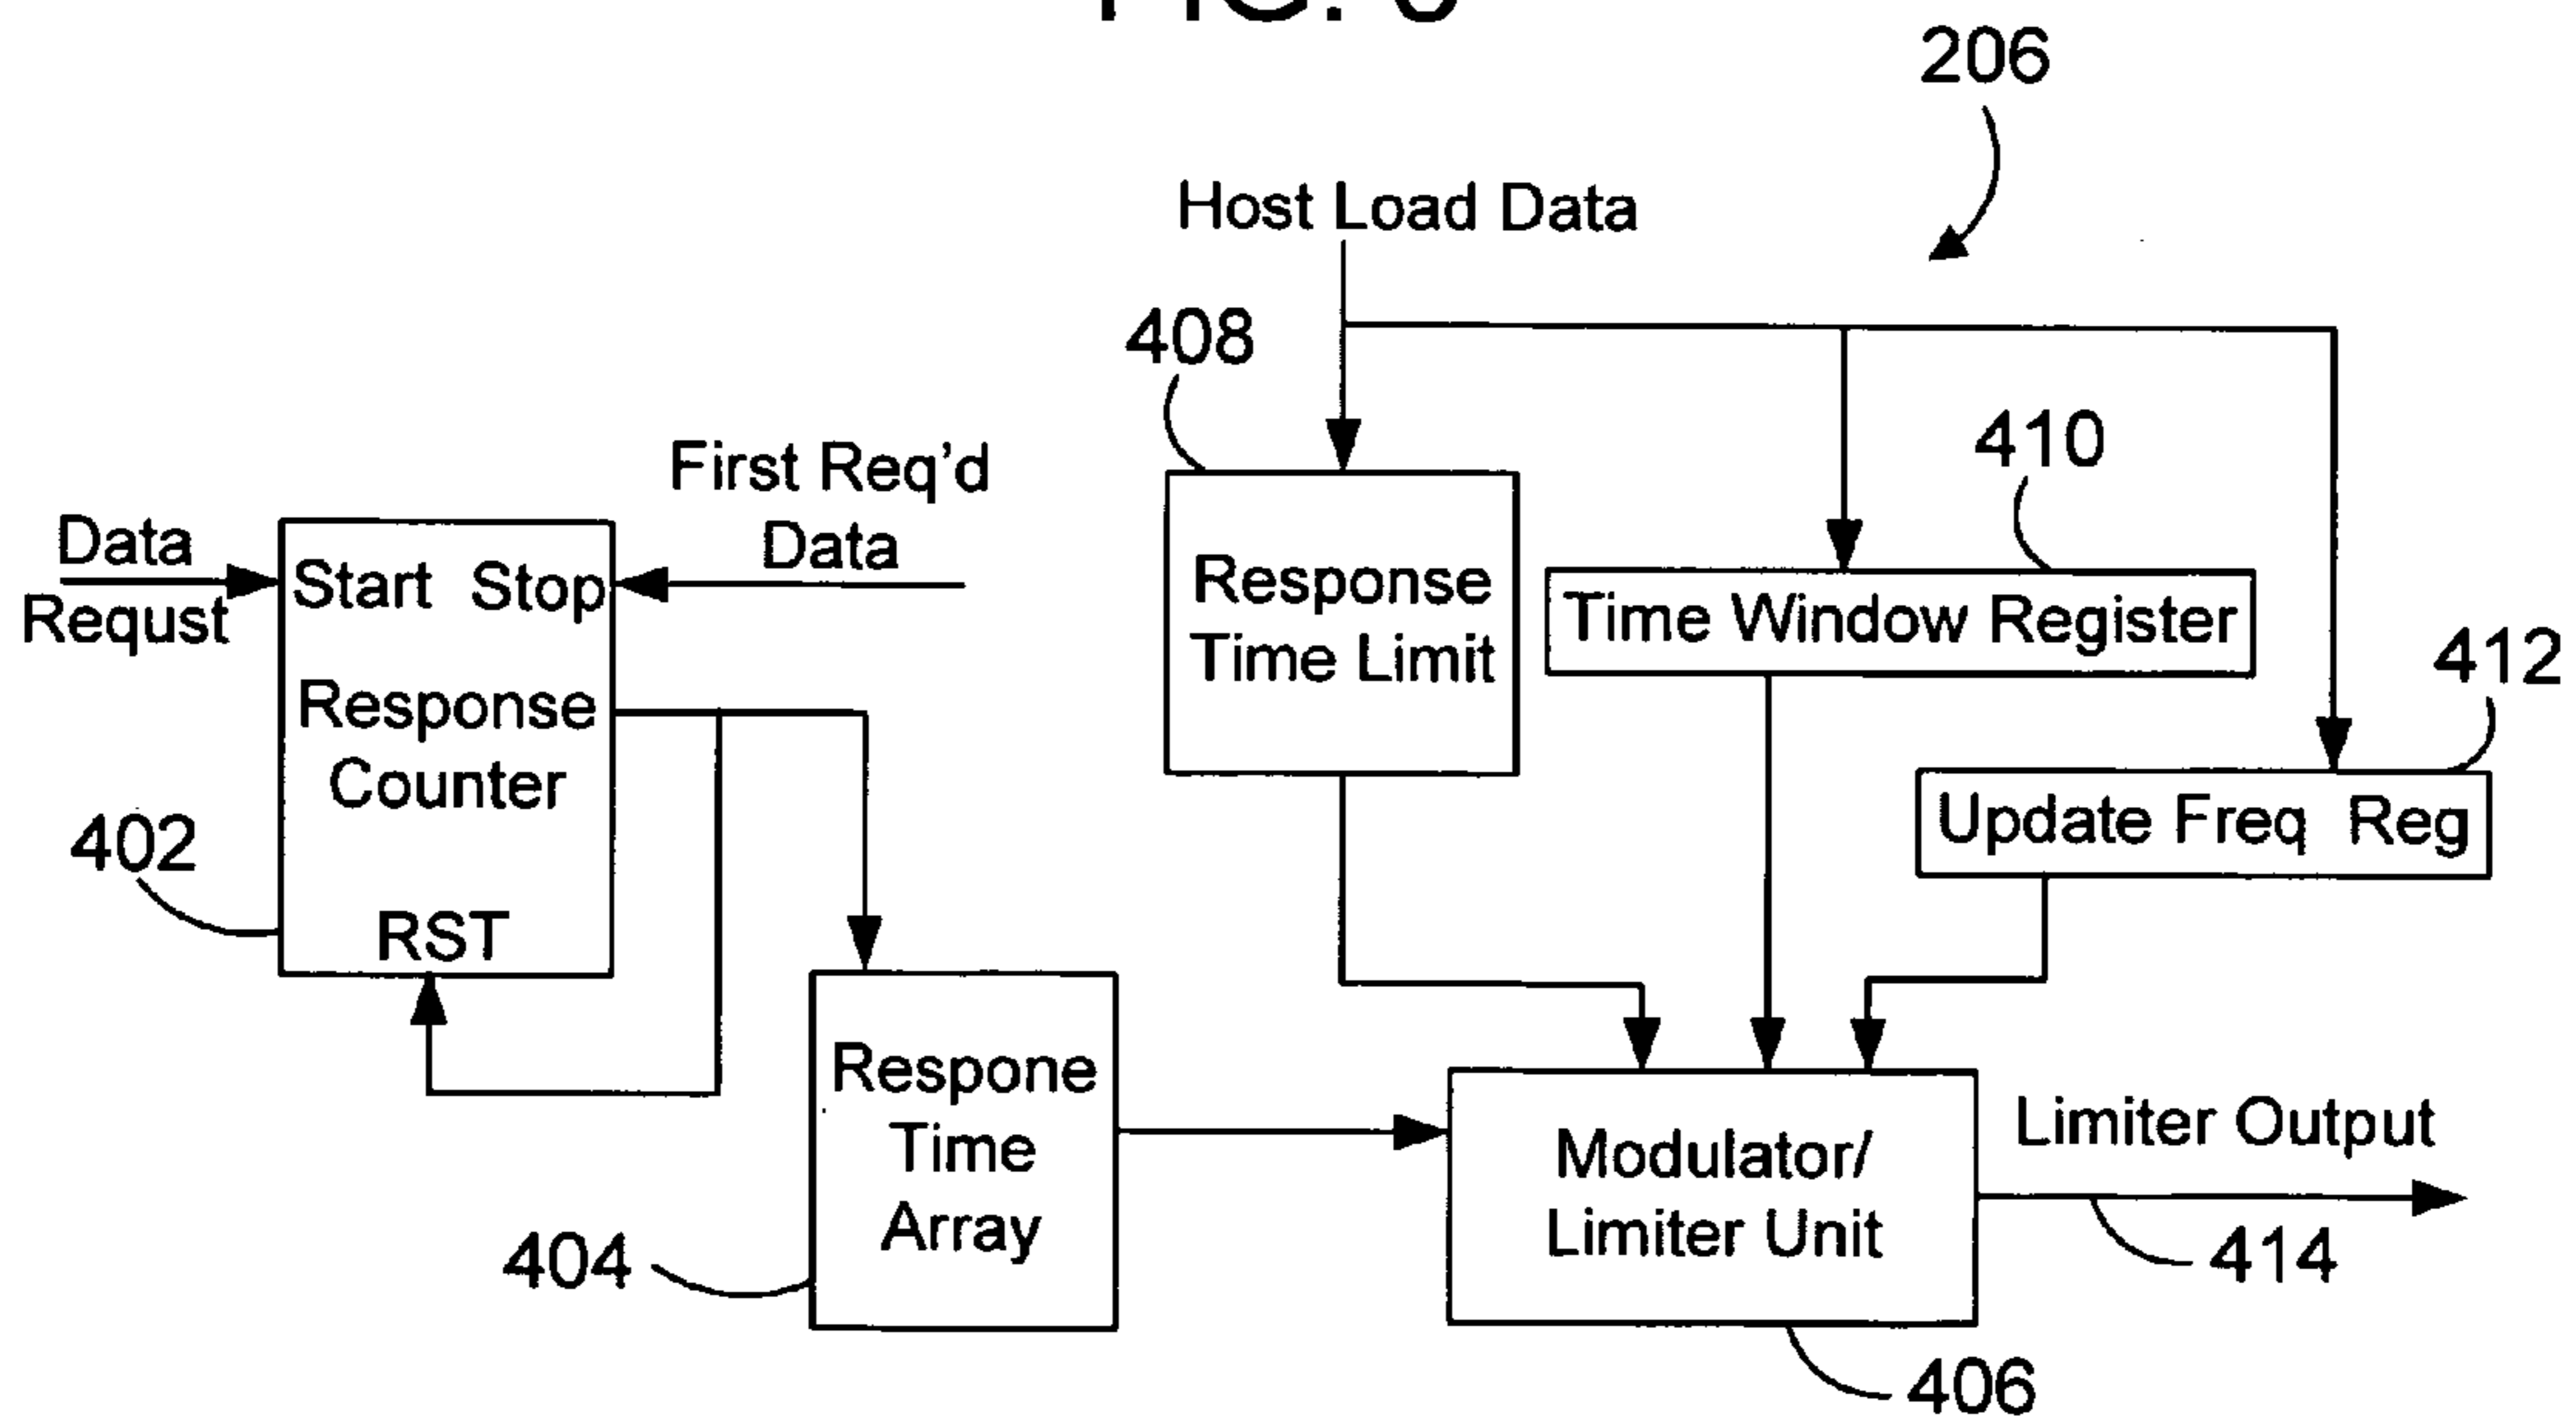 206
Host Load Data
408
410
412
First Req'd
Data
Data
Requst
Start Stop
Response
Counter
RST
402
Response
Time Limit
Time Window Register
Update Freq Reg
Respone
Time
Array
404
Modulator/
Limiter Unit
Limiter Output
414
406